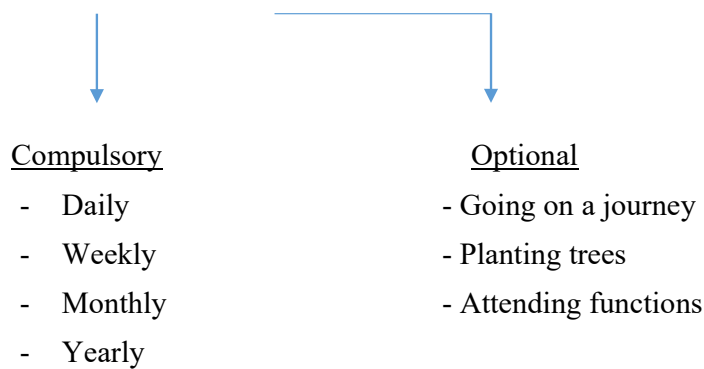 Compulsory
- Daily
- Weekly
- Monthly
- Yearly
Optional
- Going on a journey
- Planting trees
- Attending functions